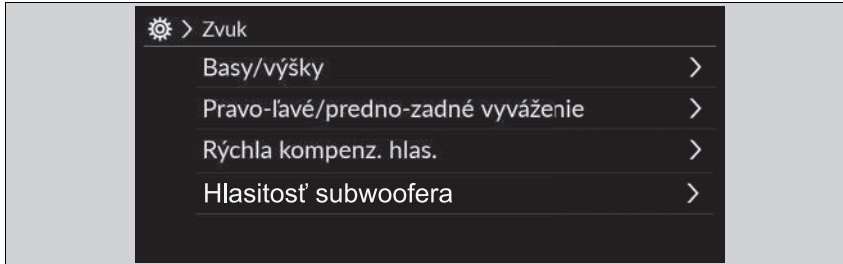 > Zvuk
Basy/výšky >
Pravo-ľavé/predno-zadné vyváženie >
Rýchla kompenz. hlas. >
Hlasitosť subwoofera >